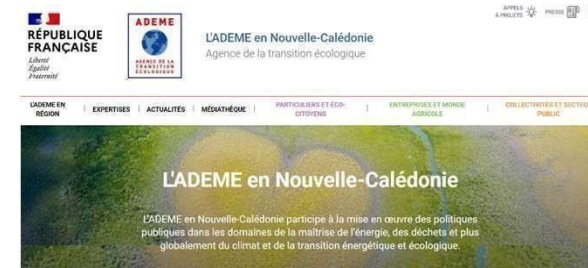 APPELS
À PROJETS
PRESSE
RÉPUBLIQUE
FRANÇAISE
Liberté
Égalité
Fraternité
ADEME
AGENCE DE LA
TRANSITION
ÉCOLOGIQUE
L'ADEME en Nouvelle-Calédonie
Agence de la transition écologique
L'ADEME EN
RÉGION
EXPERTISES
ACTUALITÉS
MÉDIATHÈQUE
PARTICULIERS ET ÉCO-
CITOYENS
ENTREPRISES ET MONDE
AGRICOLE
COLLECTIVITÉS ET SECTEU
PUBLIC
L'ADEME en Nouvelle-Calédonie
L'ADEME en Nouvelle-Calédonie participe à la mise en œuvre des politiques
publiques dans les domaines de la maîtrise de l'énergie, des déchets et plus
globalement du climat et de la transition énergétique et écologique.